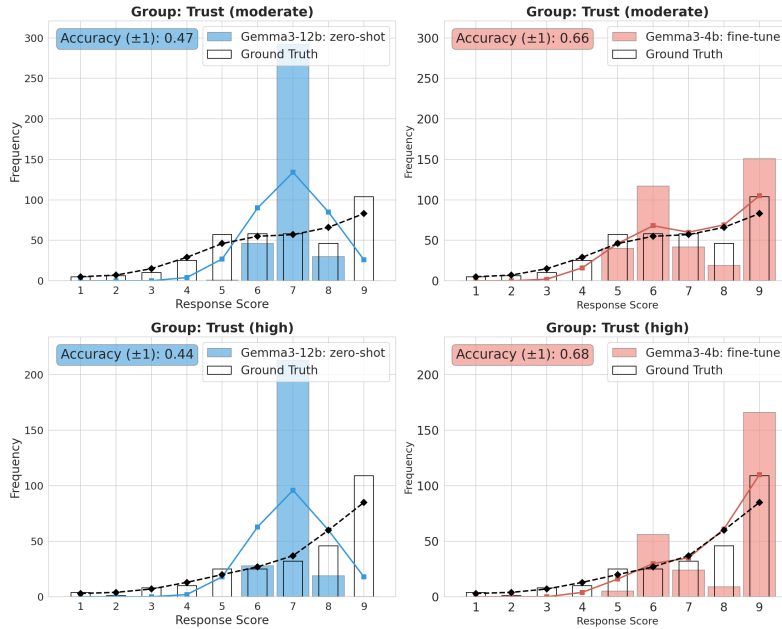 Group: Trust (moderate)
Accuracy (±1): 0.47
Gemma3-12b: zero-shot
Ground Truth
Frequency
300
250
200
150
100
50
0
1 2 3 4 5 6 7 8 9
Response Score
Group: Trust (moderate)
Accuracy (±1): 0.66
Gemma3-4b: fine-tune
Ground Truth
Frequency
300
250
200
150
100
50
0
1 2 3 4 5 6 7 8 9
Response Score
Group: Trust (high)
Accuracy (±1): 0.44
Gemma3-12b: zero-shot
Ground Truth
Frequency
200
150
100
50
0
1 2 3 4 5 6 7 8 9
Response Score
Group: Trust (high)
Accuracy (±1): 0.68
Gemma3-4b: fine-tune
Ground Truth
Frequency
200
150
100
50
0
1 2 3 4 5 6 7 8 9
Response Score